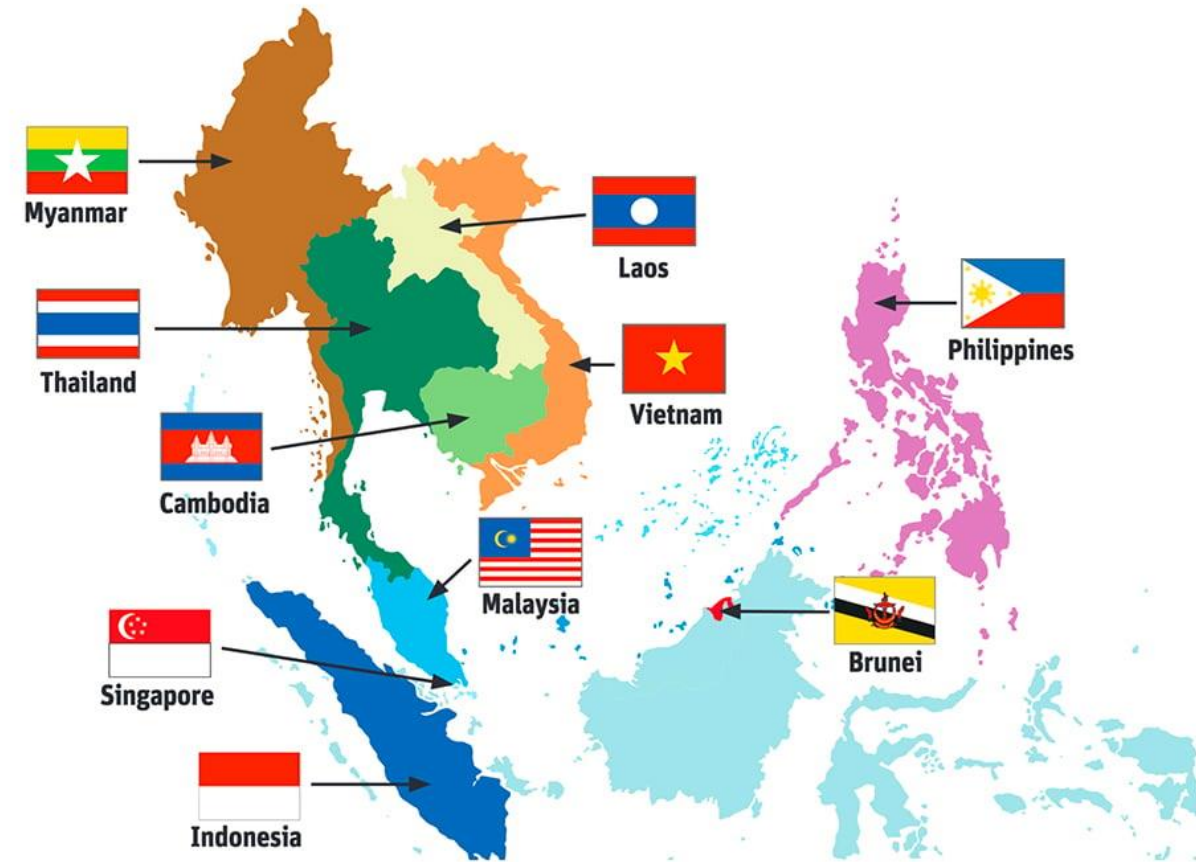 Myanmar
Laos
Thailand
Philippines
Vietnam
Cambodia
Malaysia
Singapore
Brunei
Indonesia